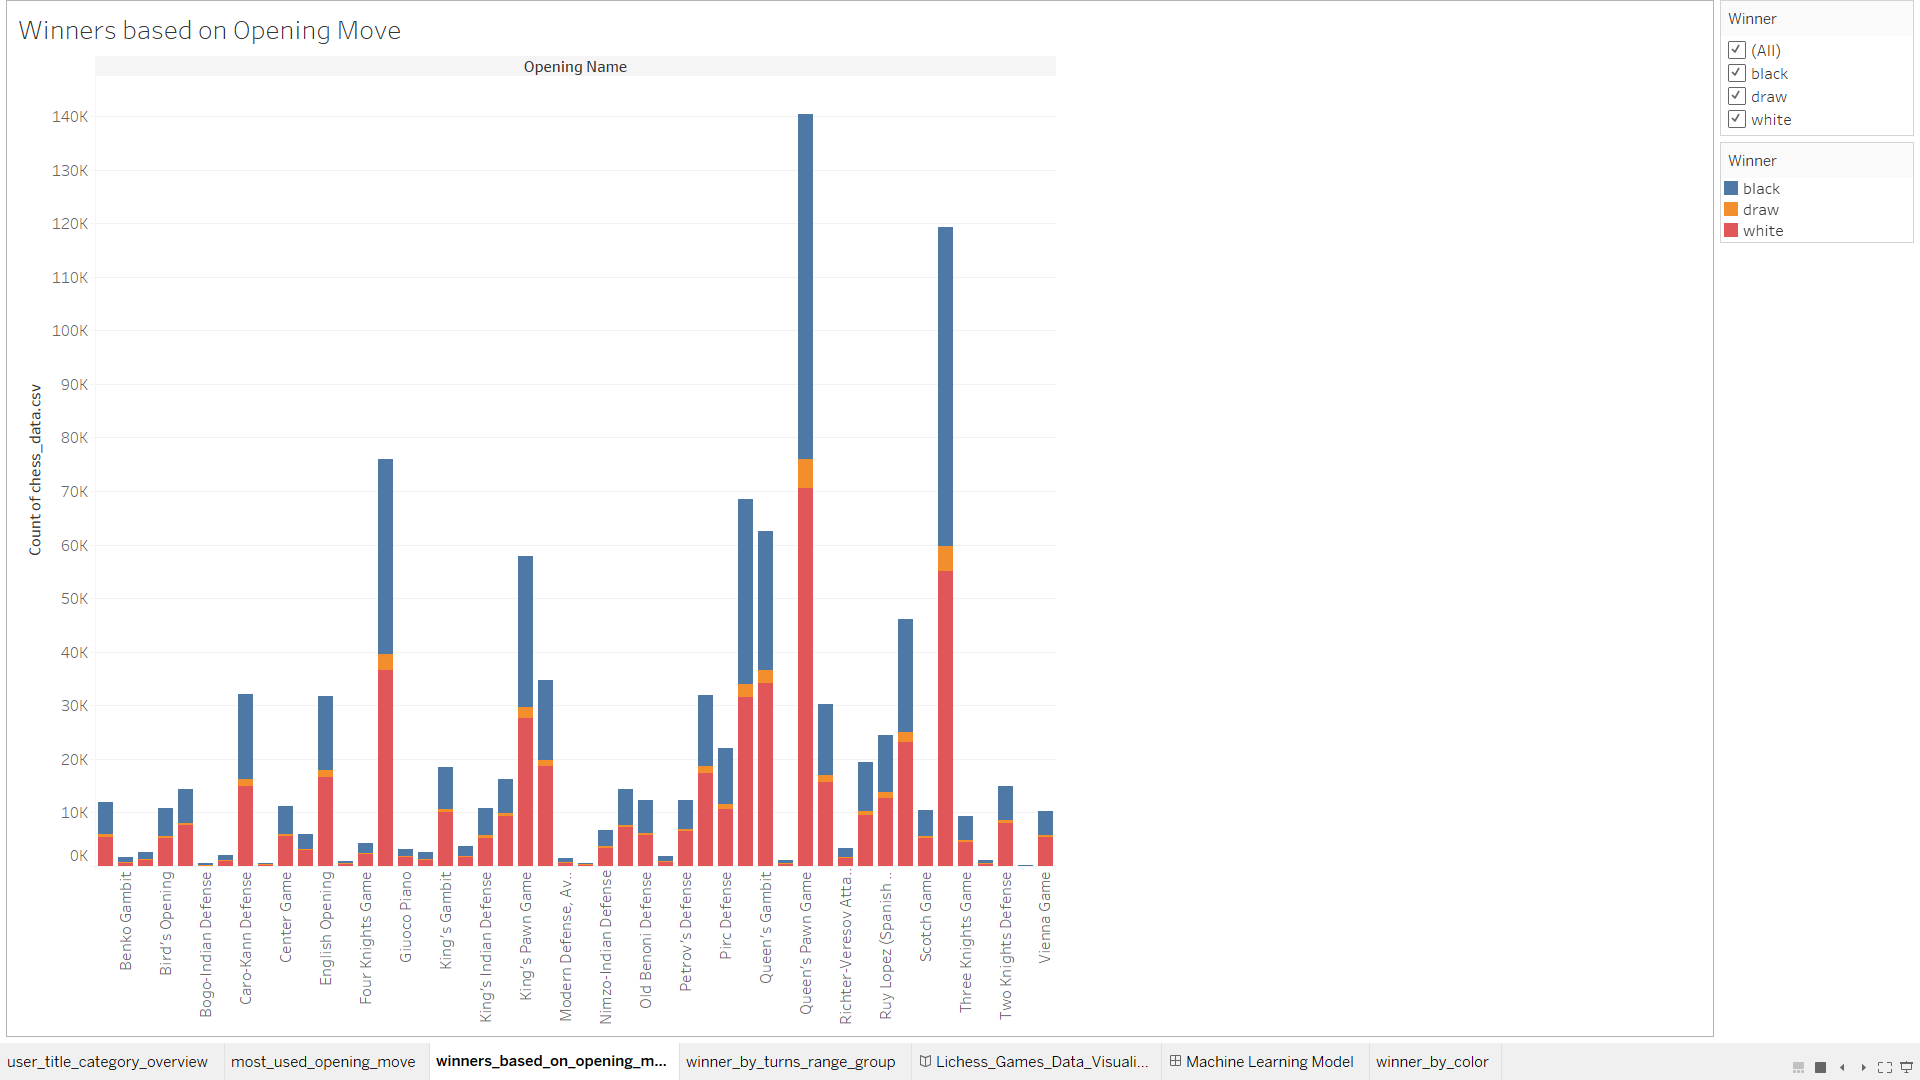 Winners based on Opening Move
Opening Name
140K
130K
120K
110K
100K
90K
80K
70K
60K
50K
40K
30K
20K
10K
0K
Count of chess_data.csv
Benko Gambit
Bird's Opening
Bogo-Indian Defense
Caro-Kann Defense
Center Game
English Opening
Four Knights Game
Giuoco Piano
King's Gambit
King's Indian Defense
King's Pawn Game
Modern Defense, Av..
Nimzo-Indian Defense
Old Benoni Defense
Petrov's Defense
Pirc Defense
Queen's Gambit
Queen's Pawn Game
Richter-Veresov Atta..
Ruy Lopez (Spanish ..
Scotch Game
Three Knights Game
Two Knights Defense
Vienna Game
Winner
(All)
black
draw
white
Winner
black
draw
white
user_title_category_overview
most_used_opening_move
winners_based_on_opening_m...
winner_by_turns_range_group
Lichess_Games_Data_Visuali...
Machine Learning Model
winner_by_color